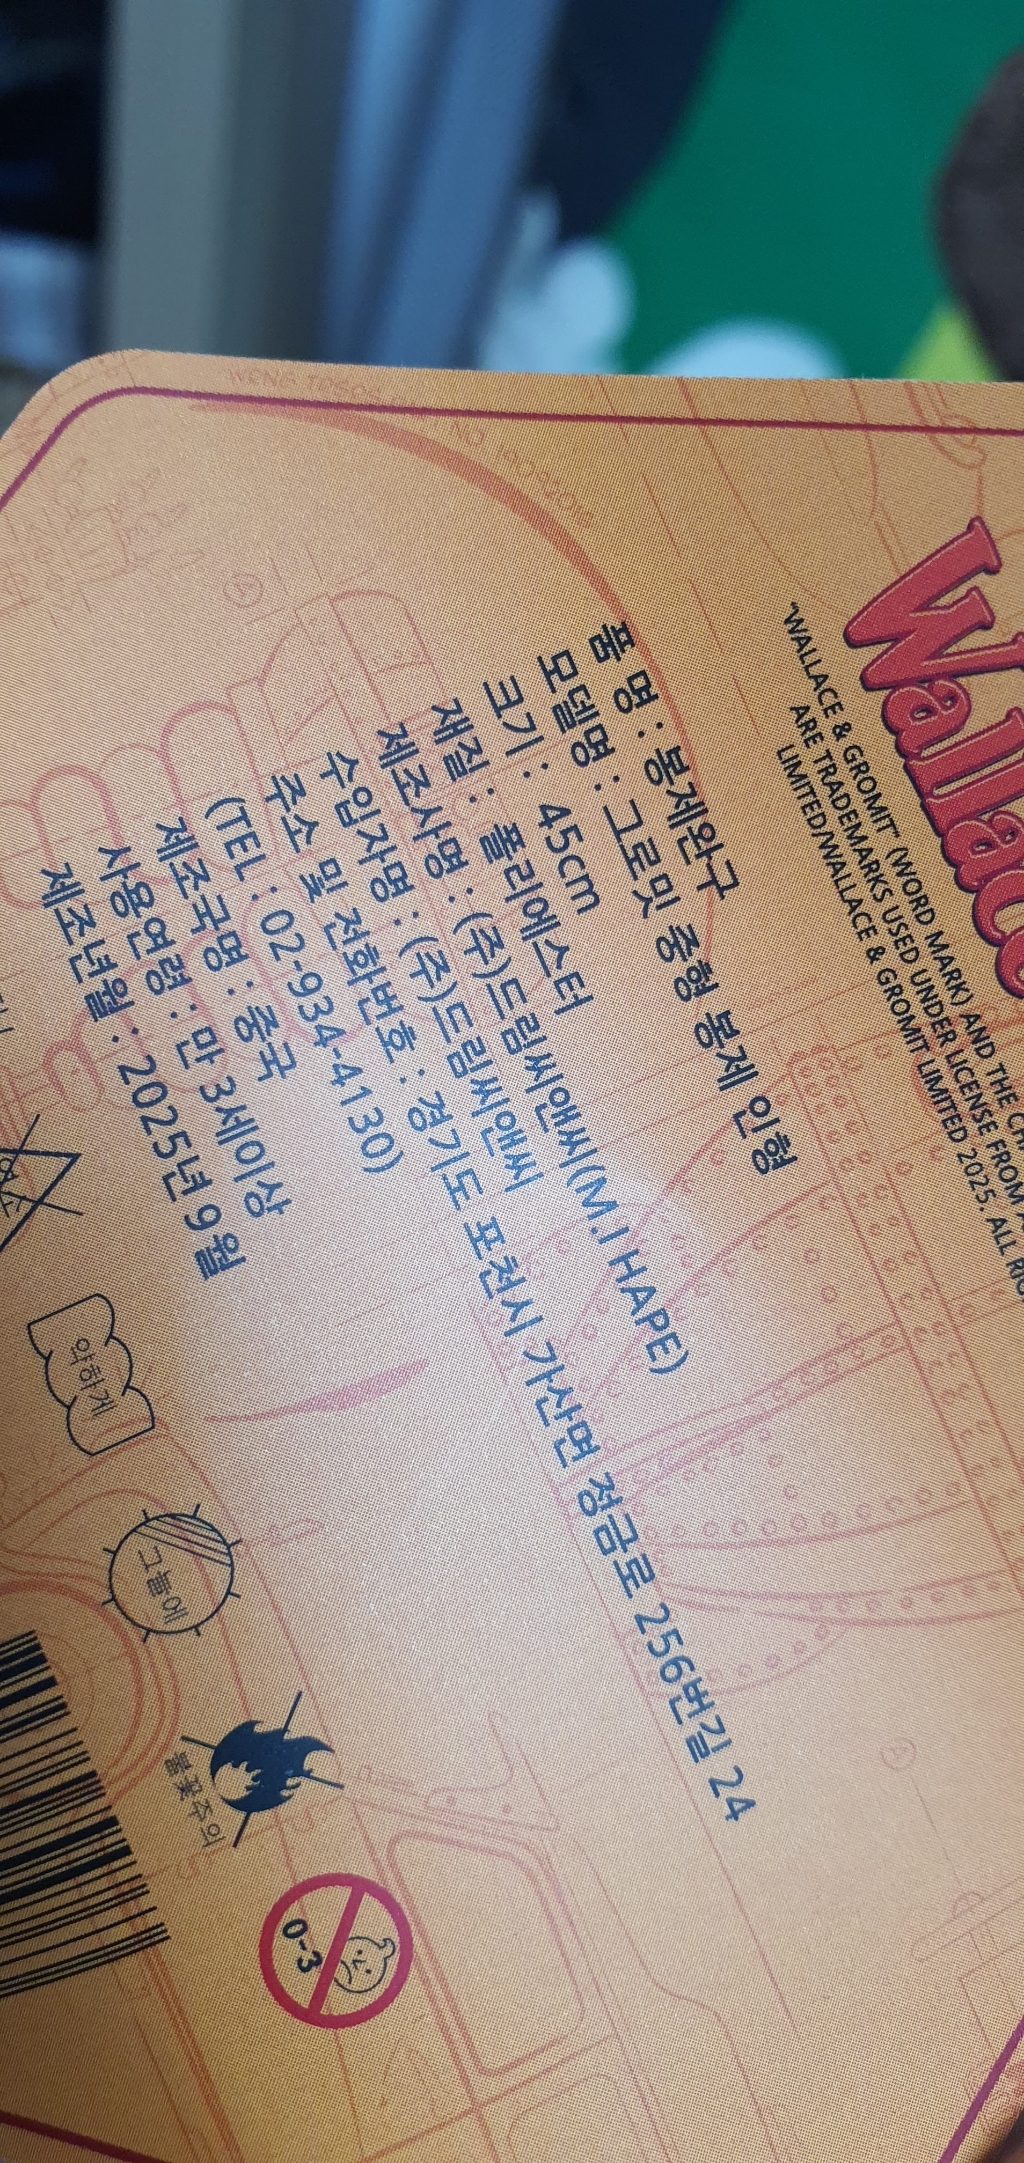 Wallace
"WALLACE & GROMIT" (WORD MARK) AND THE
ARE TRADEMARKS USED UNDER LICENSE FROM
LIMITED/WALLACE & GROMIT LIMITED 2025. ALL
품 명 : 봉제완구
모델명 : 그로밋 중형 봉제 인형
크기 : 45cm
재질 : 폴리에스터
제조사명 : (주)드림씨앤씨(M.I HAPE)
수입자명 : (주)드림씨앤씨
주소 및 전화번호 : 경기도 포천시 가산면 정금로 256번길 24
(TEL : 02-934-4130)
제조국명 : 중국
사용연령 : 만 3세이상
제조년월 : 2025년 9월
약하게
그늘에
불꽃주의
0-3